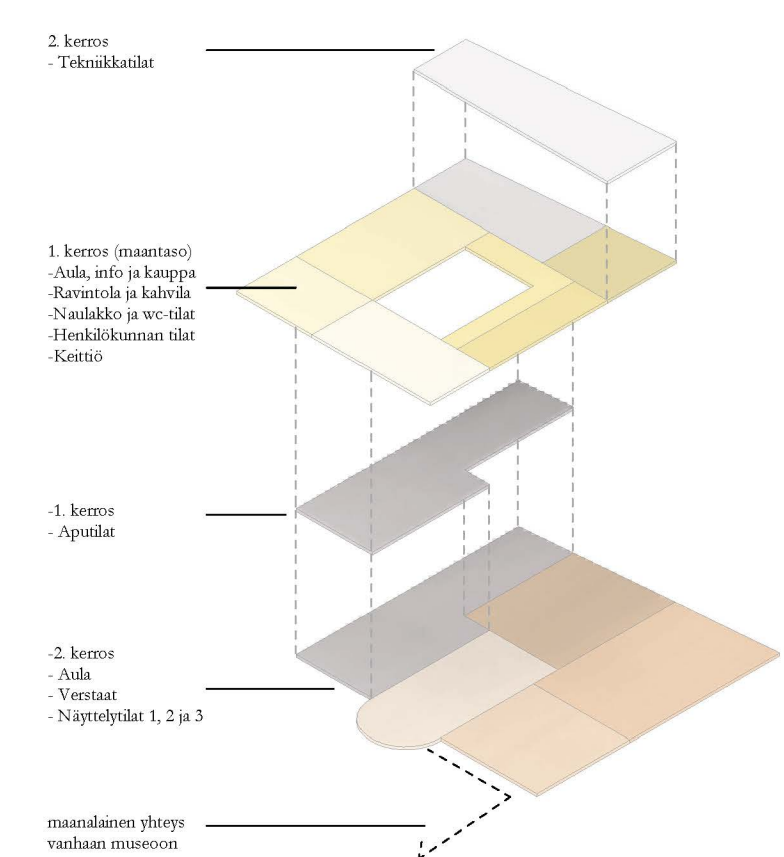 2. kerros
- Tekniikkatilat
1. kerros (maantaso)
-Aula, info ja kauppa
-Ravintola ja kahvila
-Naulakko ja wc-tilat
-Henkilökunnan tilat
-Keittiö
-1. kerros
- Aputilat
-2. kerros
- Aula
- Verstaat
- Näyttelytilat 1, 2 ja 3
maanalainen yhteys
vanhaan museoon